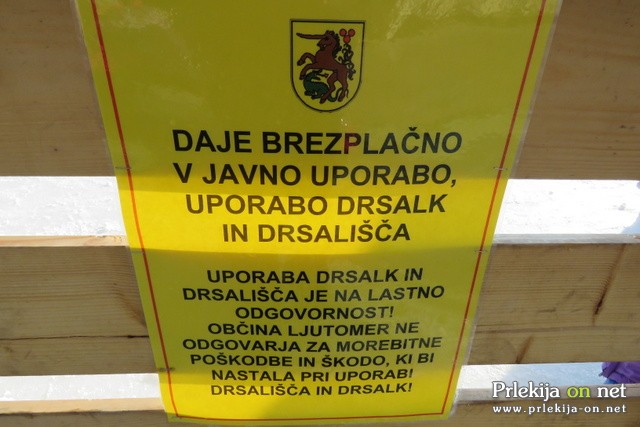 DAJE BREZPLAČNO
V JAVNO UPORABO,
UPORABO DRSALK
IN DRSALIŠČA
UPORABA DRSALK IN
DRSALIŠČA JE NA LASTNO
ODGOVORNOST!
OBČINA LJUTOMER NE
ODGOVARJA ZA MOREBITNE
POŠKODBE IN ŠKODO, KI BI
NASTALA PRI UPORABI
DRSALIŠČA IN DRSALK!
Prlekija on net
www.prlekija-on.net